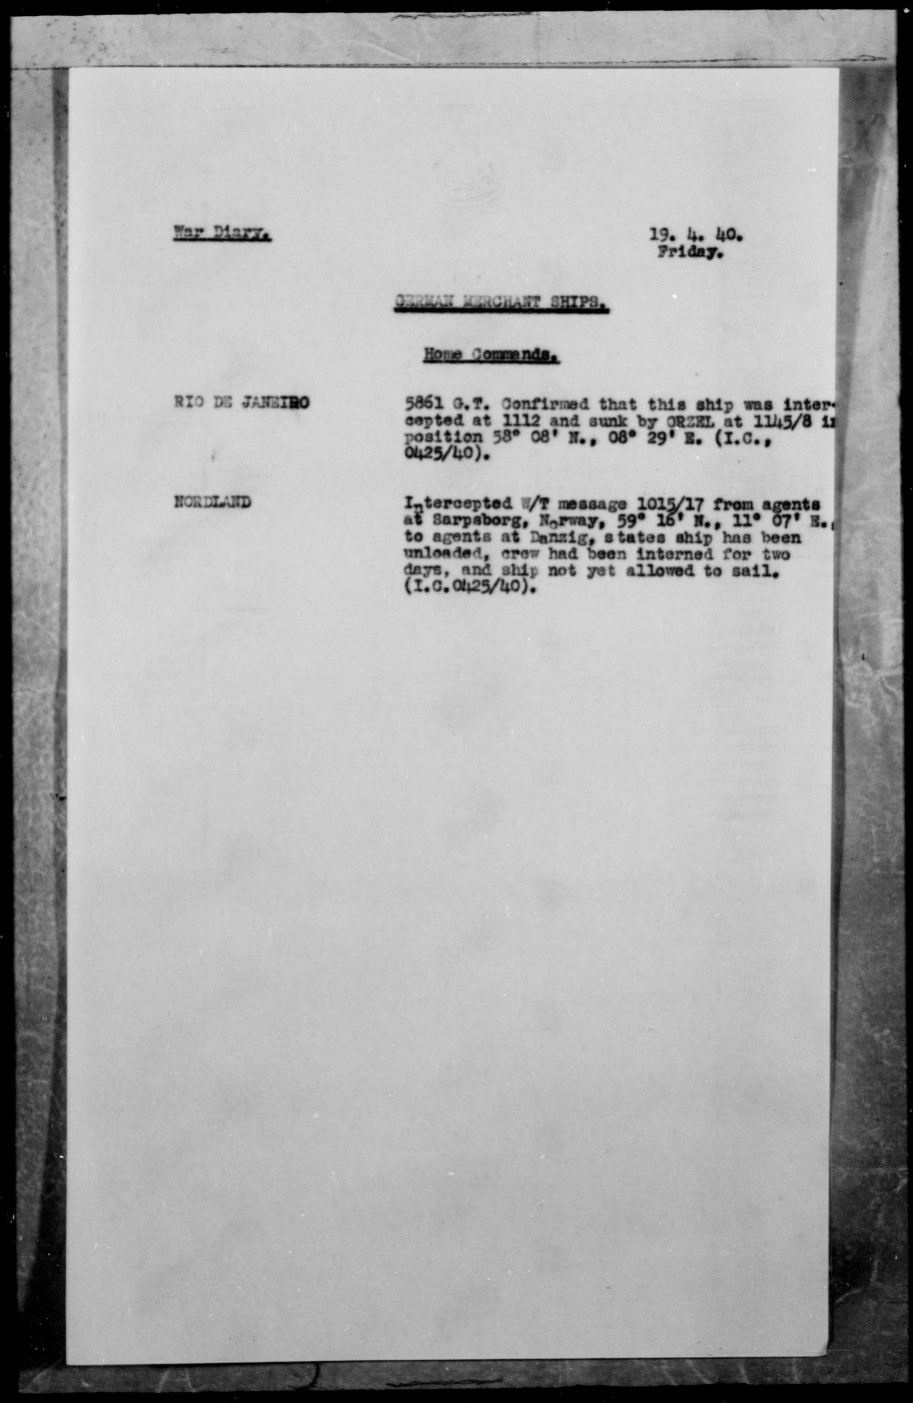 War Diary.
19. 4. 40.
Friday.
GERMAN MERCHANT SHIPS.
Home Commands.
RIO DE JANEIRO
5861 G.T. Confirmed that this ship was inter-
cepted at 1112 and sunk by ORZEL at 1145/8 in
position 58° 08' N., 08° 29' E. (I.C.,
0425/40).
NORDLAND
Intercepted W/T message 1015/17 from agents
at Sarpsborg, Norway, 59° 16' N., 11° 07' E.,
to agents at Danzig, states ship has been
unloaded, crew had been interned for two
days, and ship not yet allowed to sail.
(I.C.0425/40).